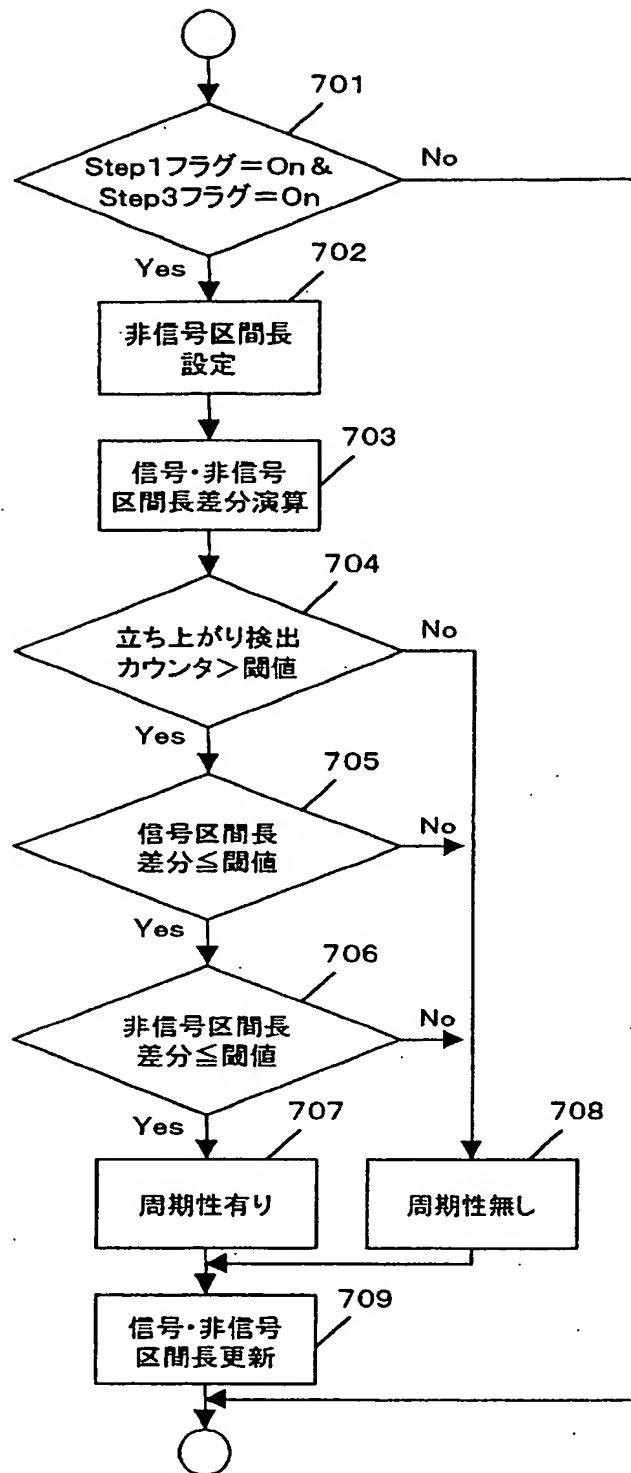 701
Step1フラグ=On &
Step3フラグ=On
No
Yes
702
非信号区間長
設定
703
信号・非信号
区間長差分演算
704
立ち上がり検出
カウンタ>閾値
No
Yes
705
信号区間長
差分≦閾値
No
Yes
706
非信号区間長
差分≦閾値
No
Yes
707
周期性有り
708
周期性無し
709
信号・非信号
区間長更新